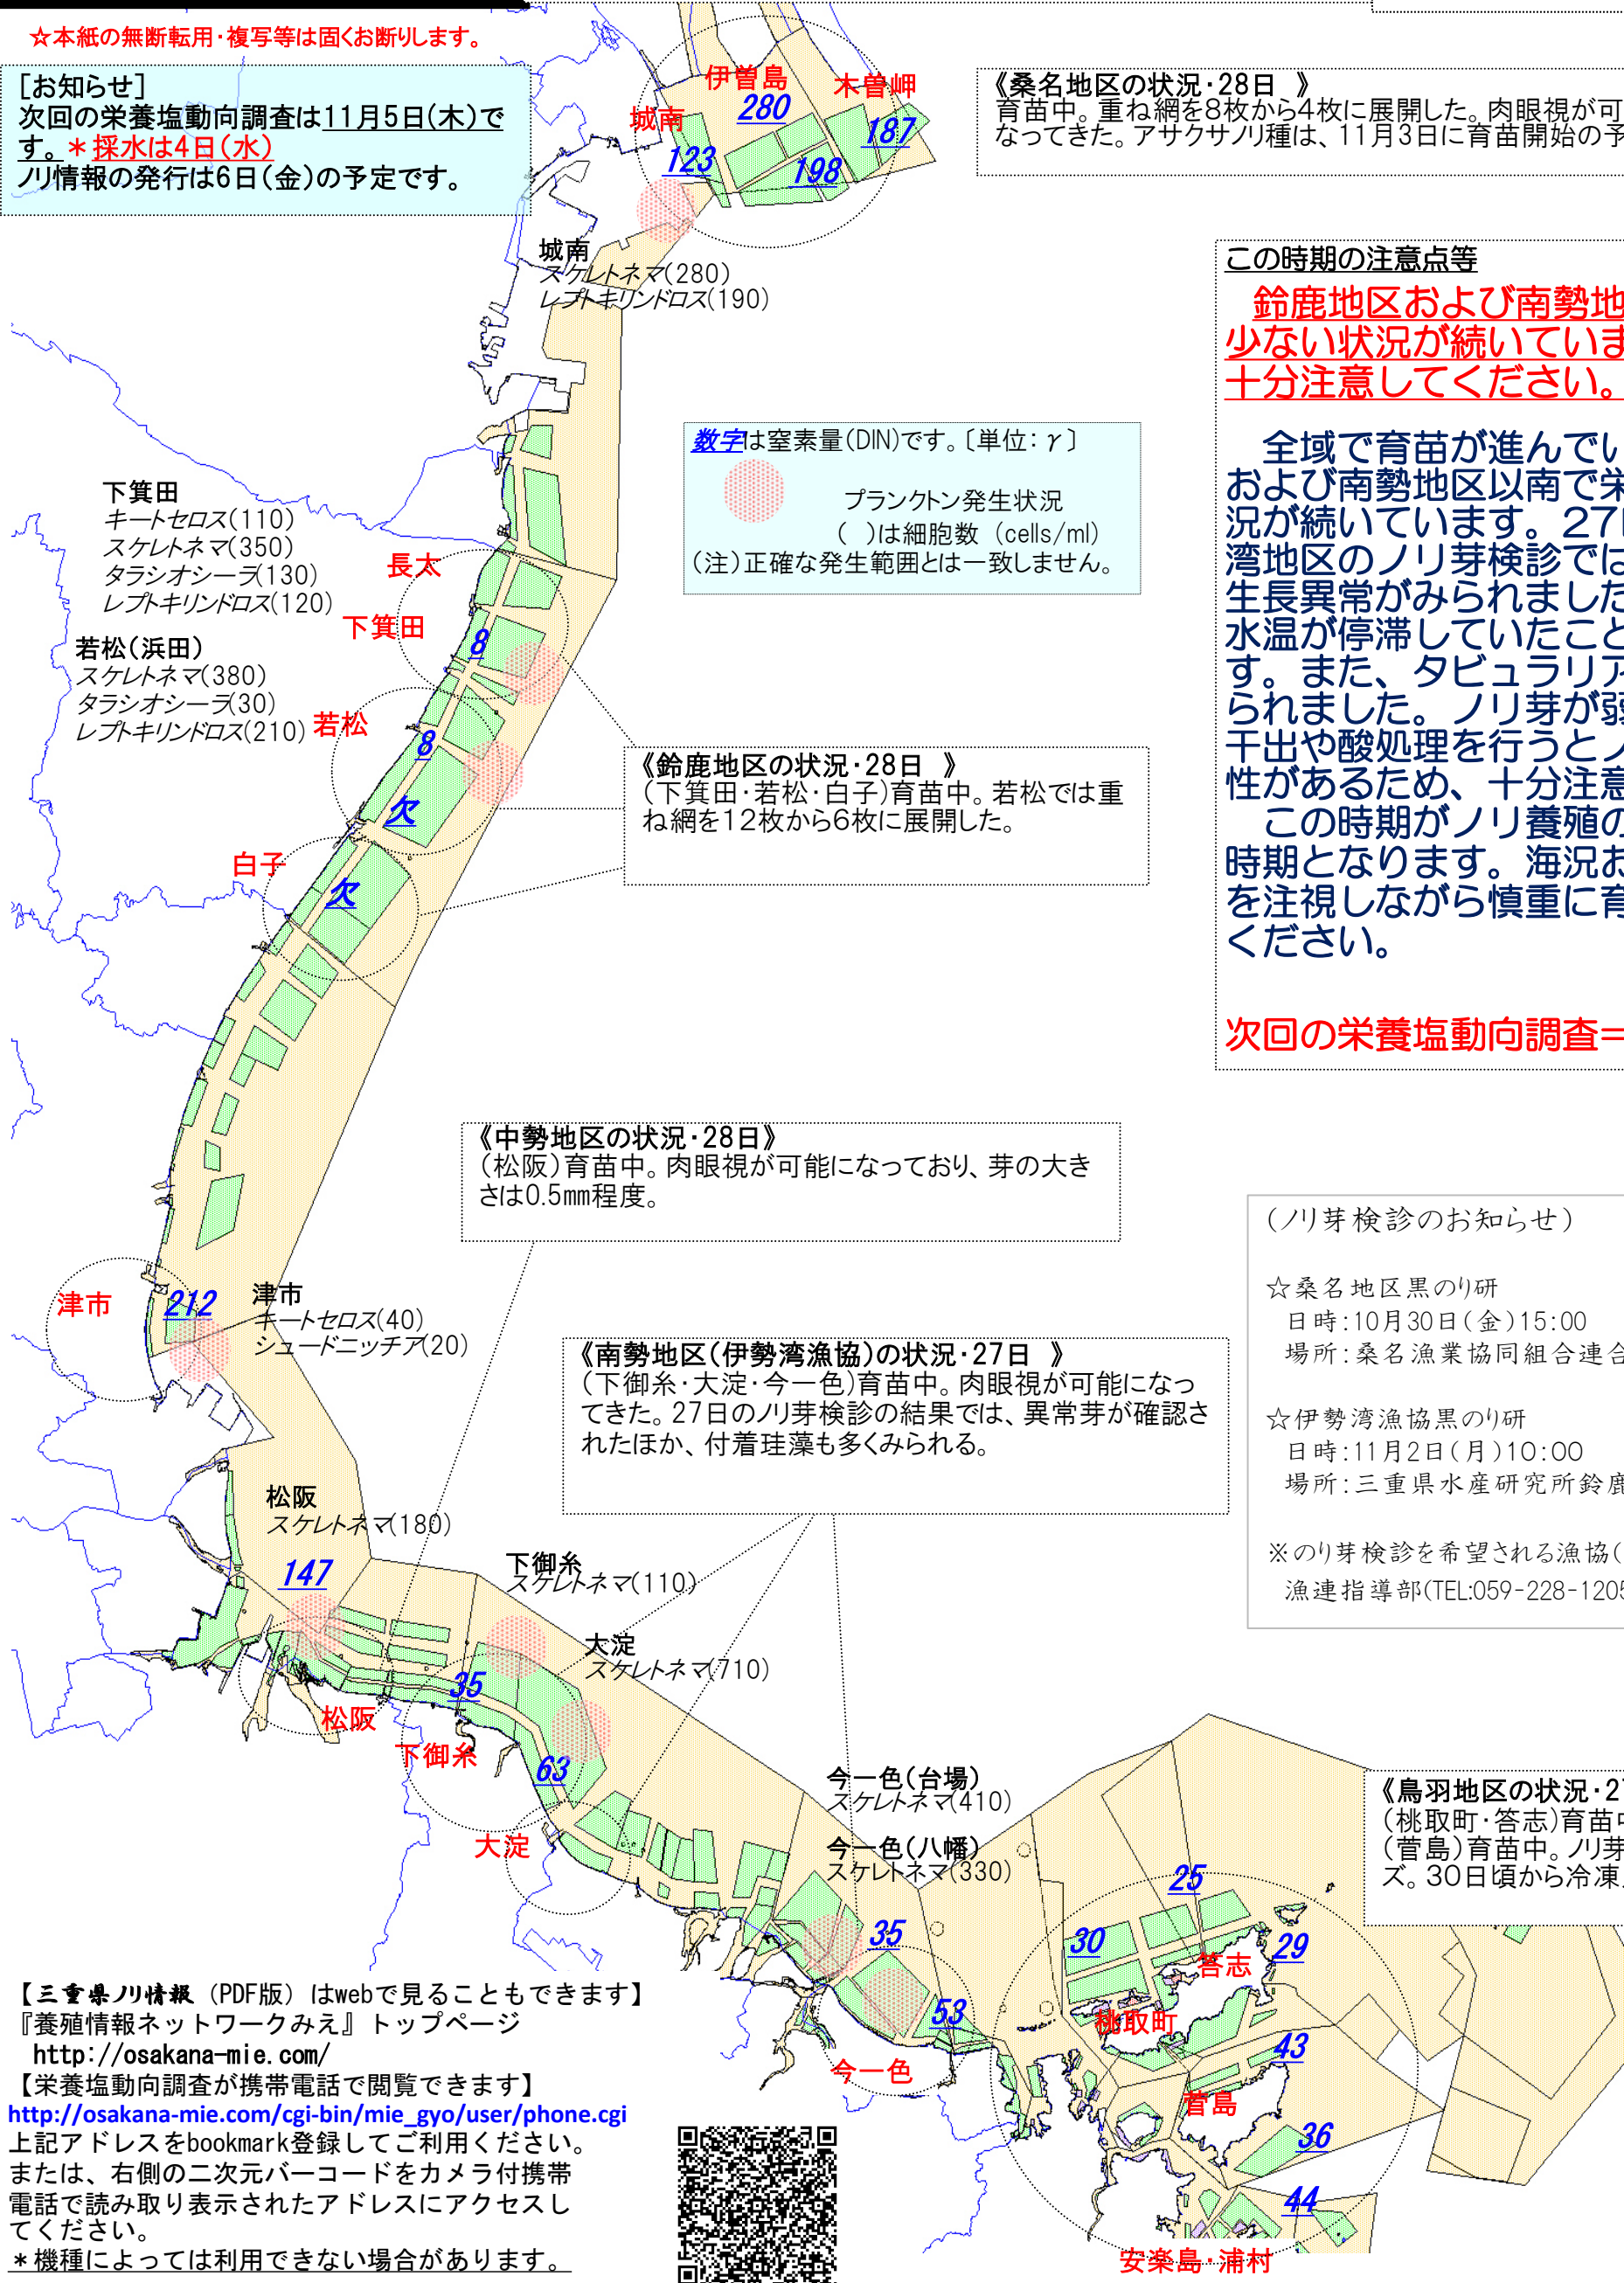 ☆本紙の無断転用・複写等は固くお断りします。
［お知らせ］
次回の栄養塩動向調査は11月5日(木)で
す。＊採水は4日（水）
ノリ情報の発行は6日(金)の予定です。
伊曽島
木曽岬
城南
280
187
123
198
《桑名地区の状況・28日 》
育苗中。重ね網を8枚から4枚に展開した。肉眼視が可
なってきた。アサクサノリ種は、11月3日に育苗開始の予
城南
スケレトネマ(280)
レプトキリンドロス(190)
この時期の注意点等
鈴鹿地区および南勢地
少ない状況が続いていま
十分注意してください。
全域で育苗が進んでい
および南勢地区以南で栄
況が続いています。27
湾地区のノリ芽検診では
生長異常がみられました
水温が停滞していたこと
す。また、タビュラリア
られました。ノリ芽が弱
干出や酸処理を行うとノ
性があるため、十分注意
この時期がノリ養殖の
時期となります。海況お
を注視しながら慎重に育
ください。
次回の栄養塩動向調査＝
数字は窒素量(DIN)です。〔単位：γ〕
プランクトン発生状況
( )は細胞数 (cells/ml)
(注)正確な発生範囲とは一致しません。
下箕田
キートセロス(110)
スケレトネマ(350)
タラシオシーラ(130)
レプトキリンドロス(120)
長太
下箕田
8
若松(浜田)
スケレトネマ(380)
タラシオシーラ(30)
レプトキリンドロス(210)
若松
8
欠
白子
欠
《鈴鹿地区の状況・28日 》
(下箕田・若松・白子)育苗中。若松では重
ね網を12枚から6枚に展開した。
《中勢地区の状況・28日》
(松阪)育苗中。肉眼視が可能になっており、芽の大き
さは0.5mm程度。
津市
212
津市
キートセロス(40)
シュードニッチア(20)
《南勢地区(伊勢湾漁協)の状況・27日 》
(下御糸・大淀・今一色)育苗中。肉眼視が可能になっ
てきた。27日のノリ芽検診の結果では、異常芽が確認さ
れたほか、付着珪藻も多くみられる。
（ノリ芽検診のお知らせ）
☆桑名地区黒のり研
日時：10月30日（金）15:00
場所：桑名漁業協同組合連合
☆伊勢湾漁協黒のり研
日時：11月2日（月）10:00
場所：三重県水産研究所鈴鹿
※のり芽検診を希望される漁協（
漁連指導部(TEL:059-228-1205
松阪
スケレトネマ(180)
147
下御糸
スケレトネマ(110)
大淀
スケレトネマ(710)
35
松阪
下御糸
63
大淀
今一色(台場)
スケレトネマ(410)
今一色(八幡)
スケレトネマ(330)
35
53
今一色
《鳥羽地区の状況・2
(桃取町・答志)育苗中
(菅島)育苗中。ノリ芽
ズ。30日頃から冷凍
25
30
29
答志
桃取町
43
菅島
36
44
安楽島・浦村
【三重県ノリ情報（PDF版）はwebで見ることもできます】
『養殖情報ネットワークみえ』トップページ
http://osakana-mie.com/
【栄養塩動向調査が携帯電話で閲覧できます】
http://osakana-mie.com/cgi-bin/mie_gyo/user/phone.cgi
上記アドレスをbookmark登録してご利用ください。
または、右側の二次元バーコードをカメラ付携帯
電話で読み取り表示されたアドレスにアクセスし
てください。
＊機種によっては利用できない場合があります。